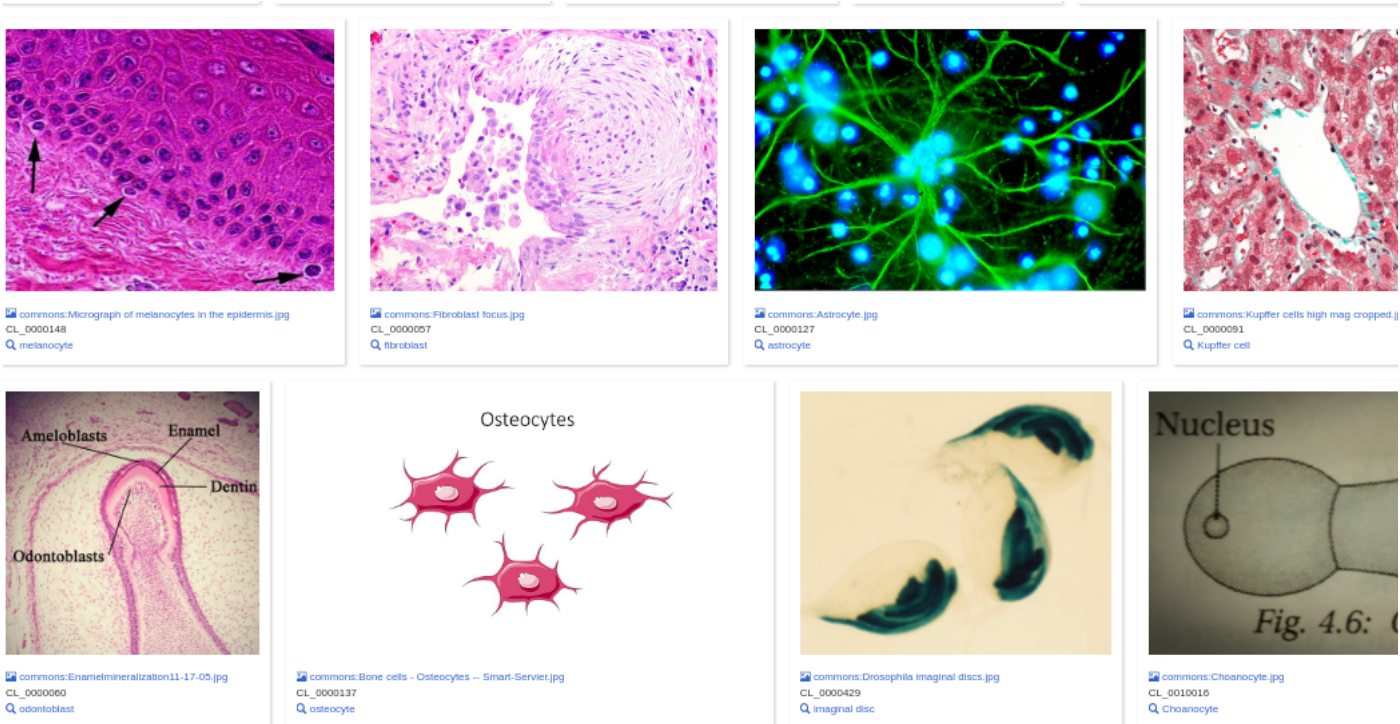 commons:Micrograph of melanocytes in the epidermis.jpg
CL_0000148
melanocyte
commons:Fibroblast focus.jpg
CL_0000057
fibroblast
commons:Astrocyte.jpg
CL_0000127
astrocyte
commons:Kupffer cells high mag cropped.j
CL_0000091
Kupffer cell
Ameloblasts
Enamel
Dentin
Odontoblasts
commons:Enamelmineralization11-17-05.jpg
CL_0000060
odontoblast
Osteocytes
commons:Bone cells - Osteocytes -- Smart-Servier.jpg
CL_0000137
osteocyte
commons:Drosophila imaginal discs.jpg
CL_0000429
imaginal disc
Nucleus
Fig. 4.6:
commons:Choanocyte.jpg
CL_0010016
Choanocyte